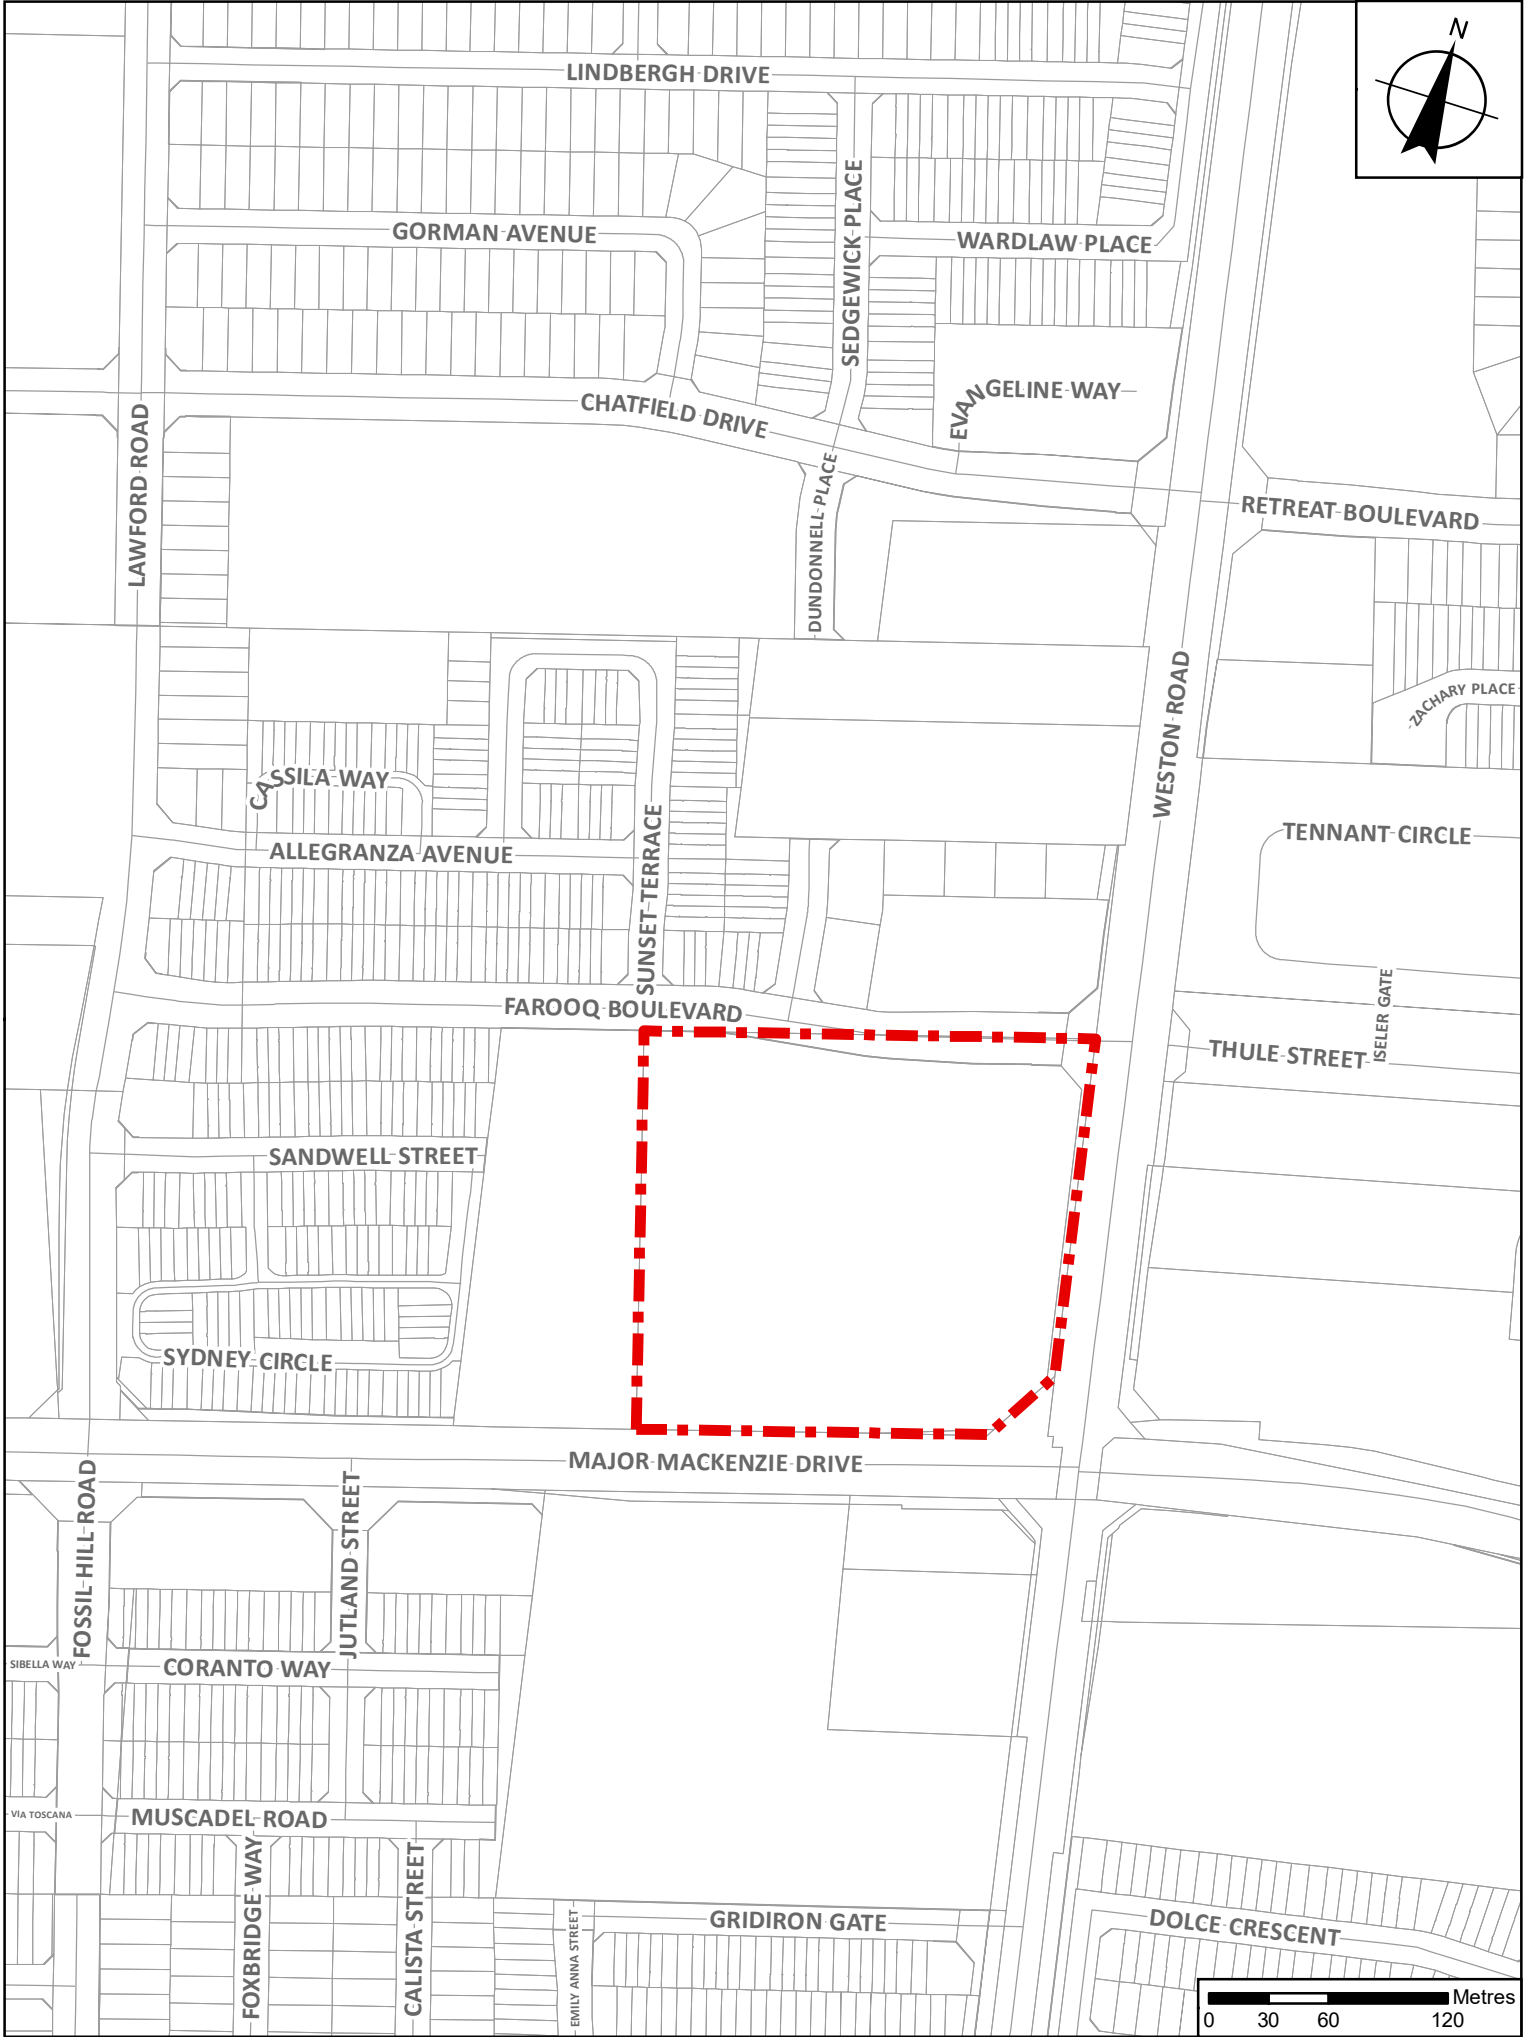 N
LINDBERGH DRIVE
SEDGEWICK PLACE
GORMAN AVENUE
WARDLAW PLACE
EVANGELINE WAY
CHATFIELD DRIVE
LAWFORD ROAD
DUNDONNELL PLACE
RETREAT BOULEVARD
WESTON ROAD
ZACHARY PLACE
CASSILA WAY
TENNANT CIRCLE
ALLEGRANZA AVENUE
SUNSET TERRACE
FAROOQ BOULEVARD
ISELER GATE
THULE STREET
SANDWELL STREET
SYDNEY CIRCLE
MAJOR MACKENZIE DRIVE
FOSSIL HILL ROAD
JUTLAND STREET
SIBELLA WAY
CORANTO WAY
VIA TOSCANA
MUSCADEL ROAD
FOXBRIDGE WAY
CALISTA STREET
EMILY ANNA STREET
GRIDIRON GATE
DOLCE CRESCENT
Metres
0 30 60 120